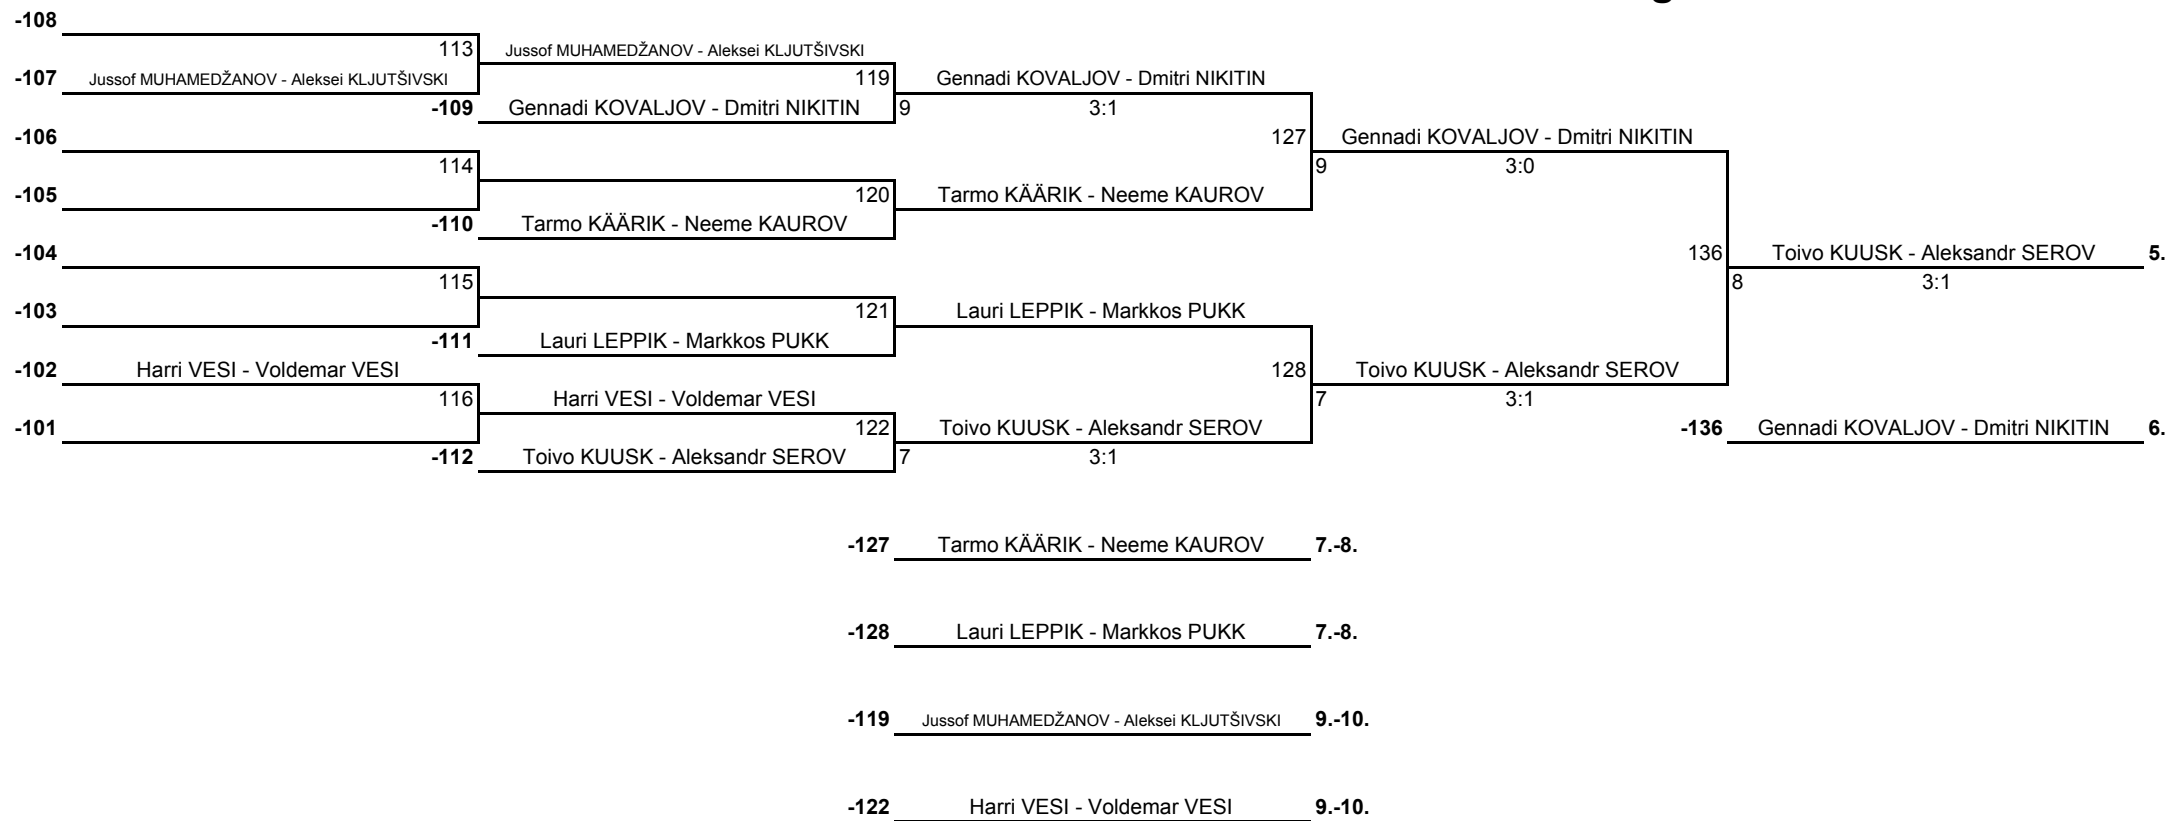 -108
113 Jussof MUHAMEDŽANOV - Aleksei KLJUTŠIVSKI
-107 Jussof MUHAMEDŽANOV - Aleksei KLJUTŠIVSKI 119 Gennadi KOVALJOV - Dmitri NIKITIN
-109 Gennadi KOVALJOV - Dmitri NIKITIN 9 3:1
-106 127 Gennadi KOVALJOV - Dmitri NIKITIN
114 9 3:0
-105 120 Tarmo KÄÄRIK - Neeme KAUROV
-110 Tarmo KÄÄRIK - Neeme KAUROV
-104 136 Toivo KUUSK - Aleksandr SEROV 5.
115 8 3:1
-103 121 Lauri LEPPIK - Markkos PUKK
-111 Lauri LEPPIK - Markkos PUKK
-102 Harri VESI - Voldemar VESI 128 Toivo KUUSK - Aleksandr SEROV
116 Harri VESI - Voldemar VESI 7 3:1
-101 122 Toivo KUUSK - Aleksandr SEROV -136 Gennadi KOVALJOV - Dmitri NIKITIN 6.
-112 Toivo KUUSK - Aleksandr SEROV 7 3:1
-127 Tarmo KÄÄRIK - Neeme KAUROV 7.-8.
-128 Lauri LEPPIK - Markkos PUKK 7.-8.
-119 Jussof MUHAMEDŽANOV - Aleksei KLJUTŠIVSKI 9.-10.
-122 Harri VESI - Voldemar VESI 9.-10.